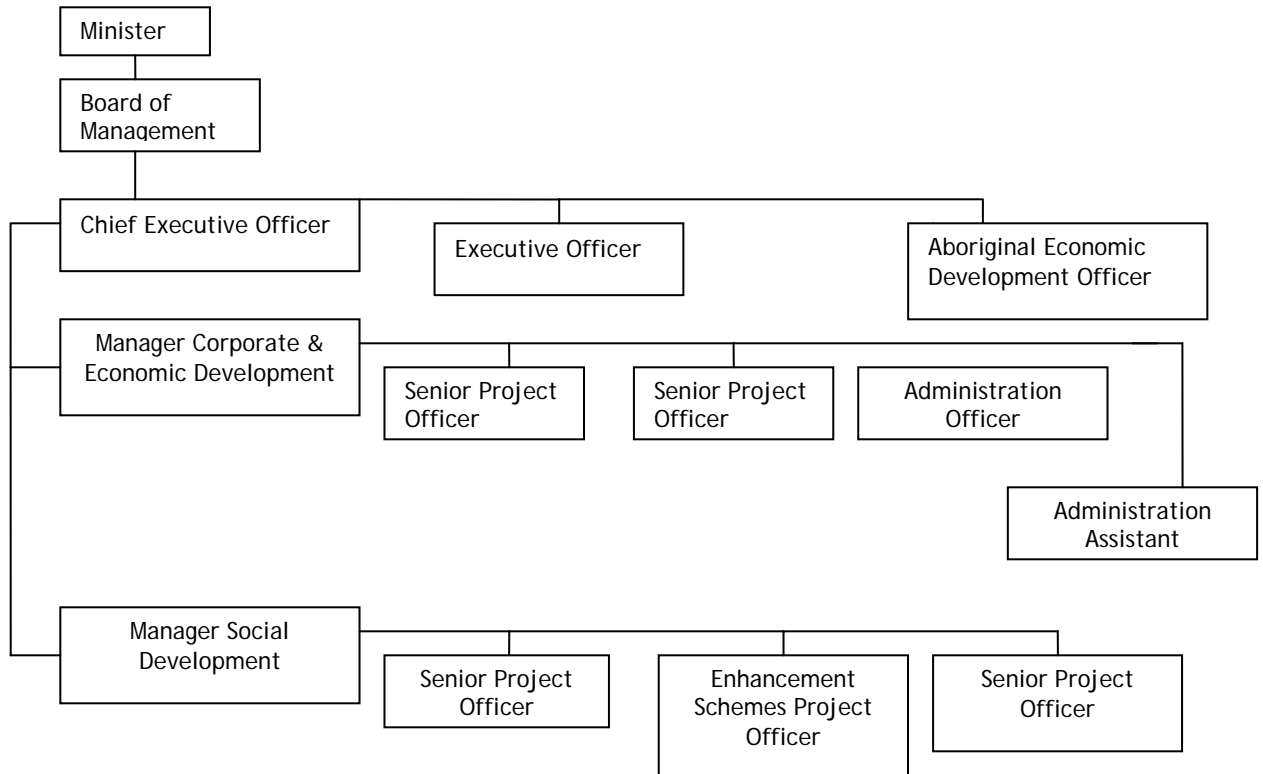 Minister
Board of
Management
Chief Executive Officer
Executive Officer
Aboriginal Economic
Development Officer
Manager Corporate &
Economic Development
Senior Project
Officer
Senior Project
Officer
Administration
Officer
Administration
Assistant
Manager Social
Development
Senior Project
Officer
Enhancement
Schemes Project
Officer
Senior Project
Officer